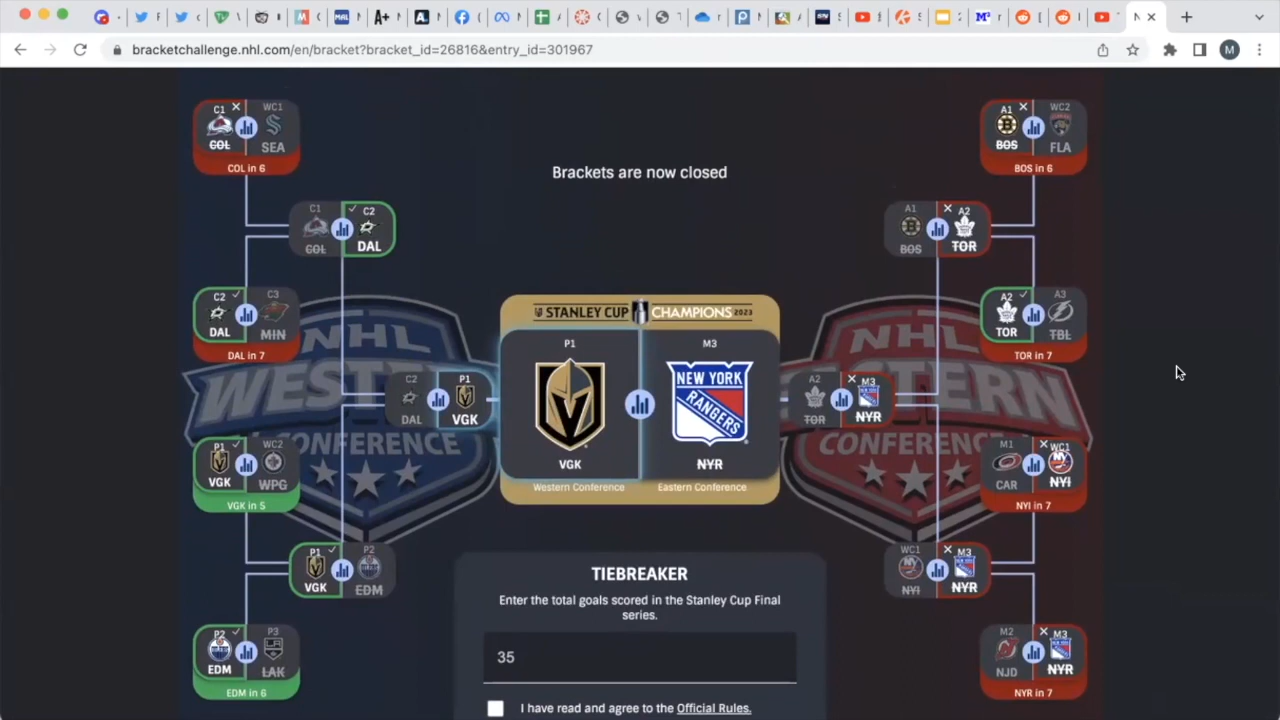 bracketchallenge.nhl.com/en/bracket?bracket_id=26816&entry_id=301967
M
Brackets are now closed
C1 WC1
COL SEA
COL in 6
C1 C2
COL DAL
C2 C3
DAL MIN
DAL in 7
C2 P1
DAL VGK
P1 WC2
VGK WPG
VGK in 5
P1 P2
VGK EDM
P2 P3
EDM LAK
EDM in 6
NHL
WESTERN
CONFERENCE
STANLEY CUP CHAMPIONS 2023
P1 M3
NEW YORK
RANGERS
VGK NYR
Western Conference Eastern Conference
A1 WC2
BOS FLA
BOS in 6
A1 A2
BOS TOR
A2 A3
TOR TBL
TOR in 7
A2 M3
TOR NYR
M1 WC1
CAR NYI
NYI in 7
WC1 M3
NYI NYR
M2 M3
NJD NYR
NYR in 7
NHL
EASTERN
CONFERENCE
TIEBREAKER
Enter the total goals scored in the Stanley Cup Final
series.
35
I have read and agree to the Official Rules.